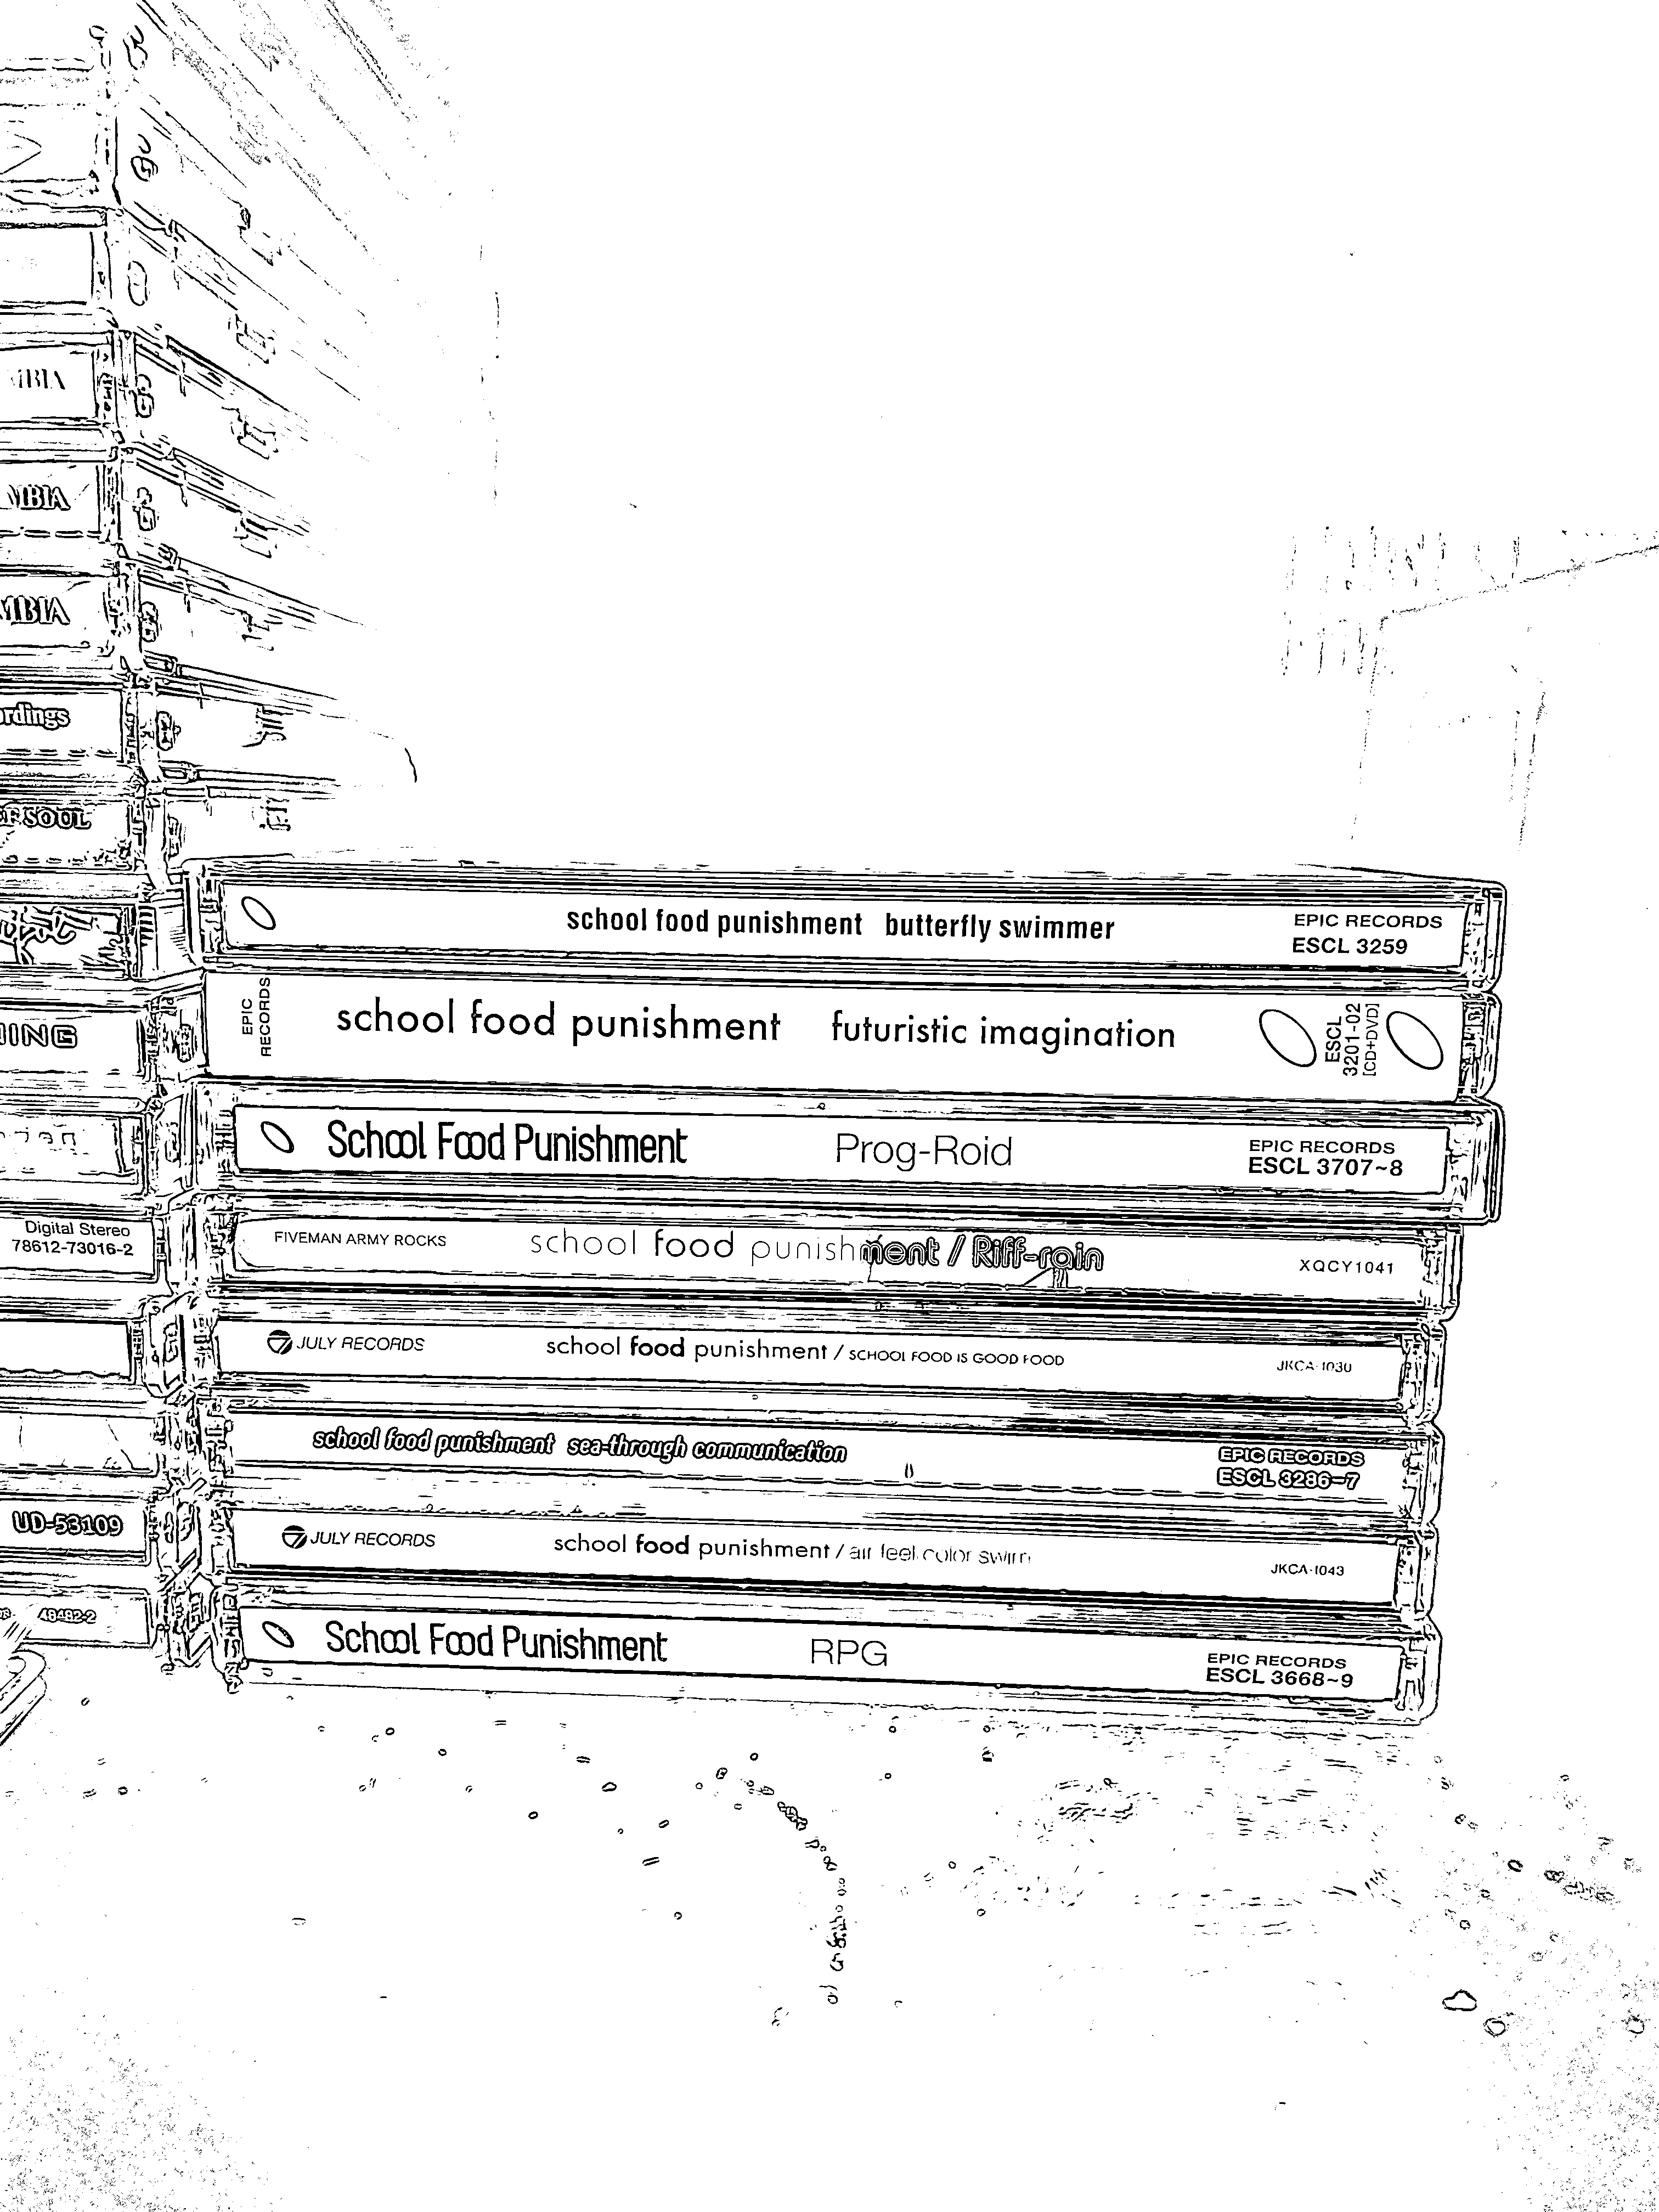 MBIA
MBIA
rdings
SOUL
Digital Stereo
78612-73016-2
UD-53109
48482-2
school food punishment butterfly swimmer
EPIC RECORDS
ESCL 3259
EPIC
RECORDS
school food punishment futuristic imagination
ESCL
3201-02
[CD+DVD]
School Food Punishment Prog-Roid
EPIC RECORDS
ESCL 3707~8
FIVEMAN ARMY ROCKS school food punishment / Riff-rain XQCY1041
JULY RECORDS school food punishment / SCHOOL FOOD IS GOOD FOOD JKCA-1030
school food punishment sea-through communication
EPIC RECORDS
ESCL 3286~7
JULY RECORDS school food punishment / air feel, color swim JKCA-1043
School Food Punishment RPG
EPIC RECORDS
ESCL 3668~9